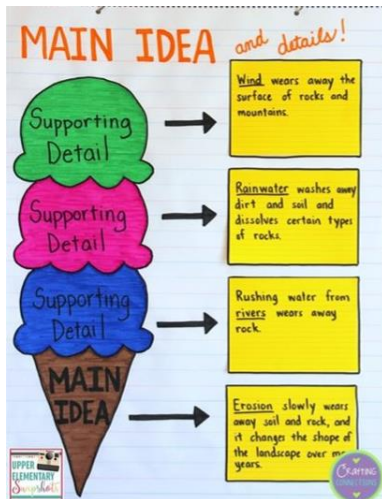 MAIN IDEA and details!
Supporting
Detail
Wind wears away the
surface of rocks and
mountains.
Supporting
Detail
Rainwater washes away
dirt and soil and
dissolves certain types
of rocks.
Supporting
Detail
Rushing water from
rivers wears away
rock.
MAIN
IDEA
Erosion slowly wears
away soil and rock, and
it changes the shape of
the landscape over
years.
UPPER
ELEMENTARY
Snapshots
CRAFTING
CONNECTIONS